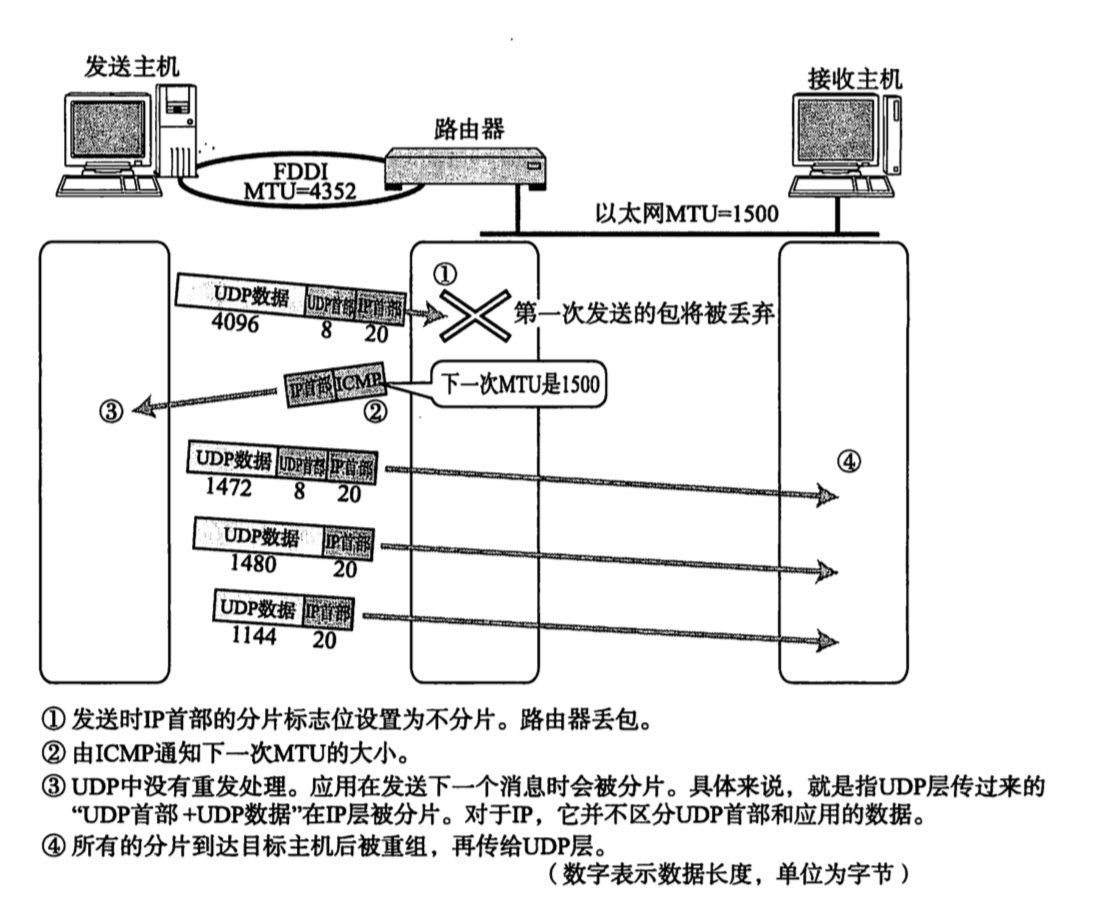 发送主机
接收主机
路由器
FDDI
MTU=4352
以太网MTU=1500
①
UDP数据 UDP首部 IP首部
4096 8 20
第一次发送的包将被丢弃
IP首部 ICMP
下一次MTU是1500
②
③
UDP数据 UDP首部 IP首部
1472 8 20
④
UDP数据 IP首部
1480 20
UDP数据 IP首部
1144 20
① 发送时IP首部的分片标志位设置为不分片。路由器丢包。
② 由ICMP通知下一次MTU的大小。
③ UDP中没有重发处理。应用在发送下一个消息时会被分片。具体来说，就是指UDP层传过来的
“UDP首部+UDP数据”在IP层被分片。对于IP，它并不区分UDP首部和应用的数据。
④ 所有的分片到达目标主机后被重组，再传给UDP层。
（数字表示数据长度，单位为字节）